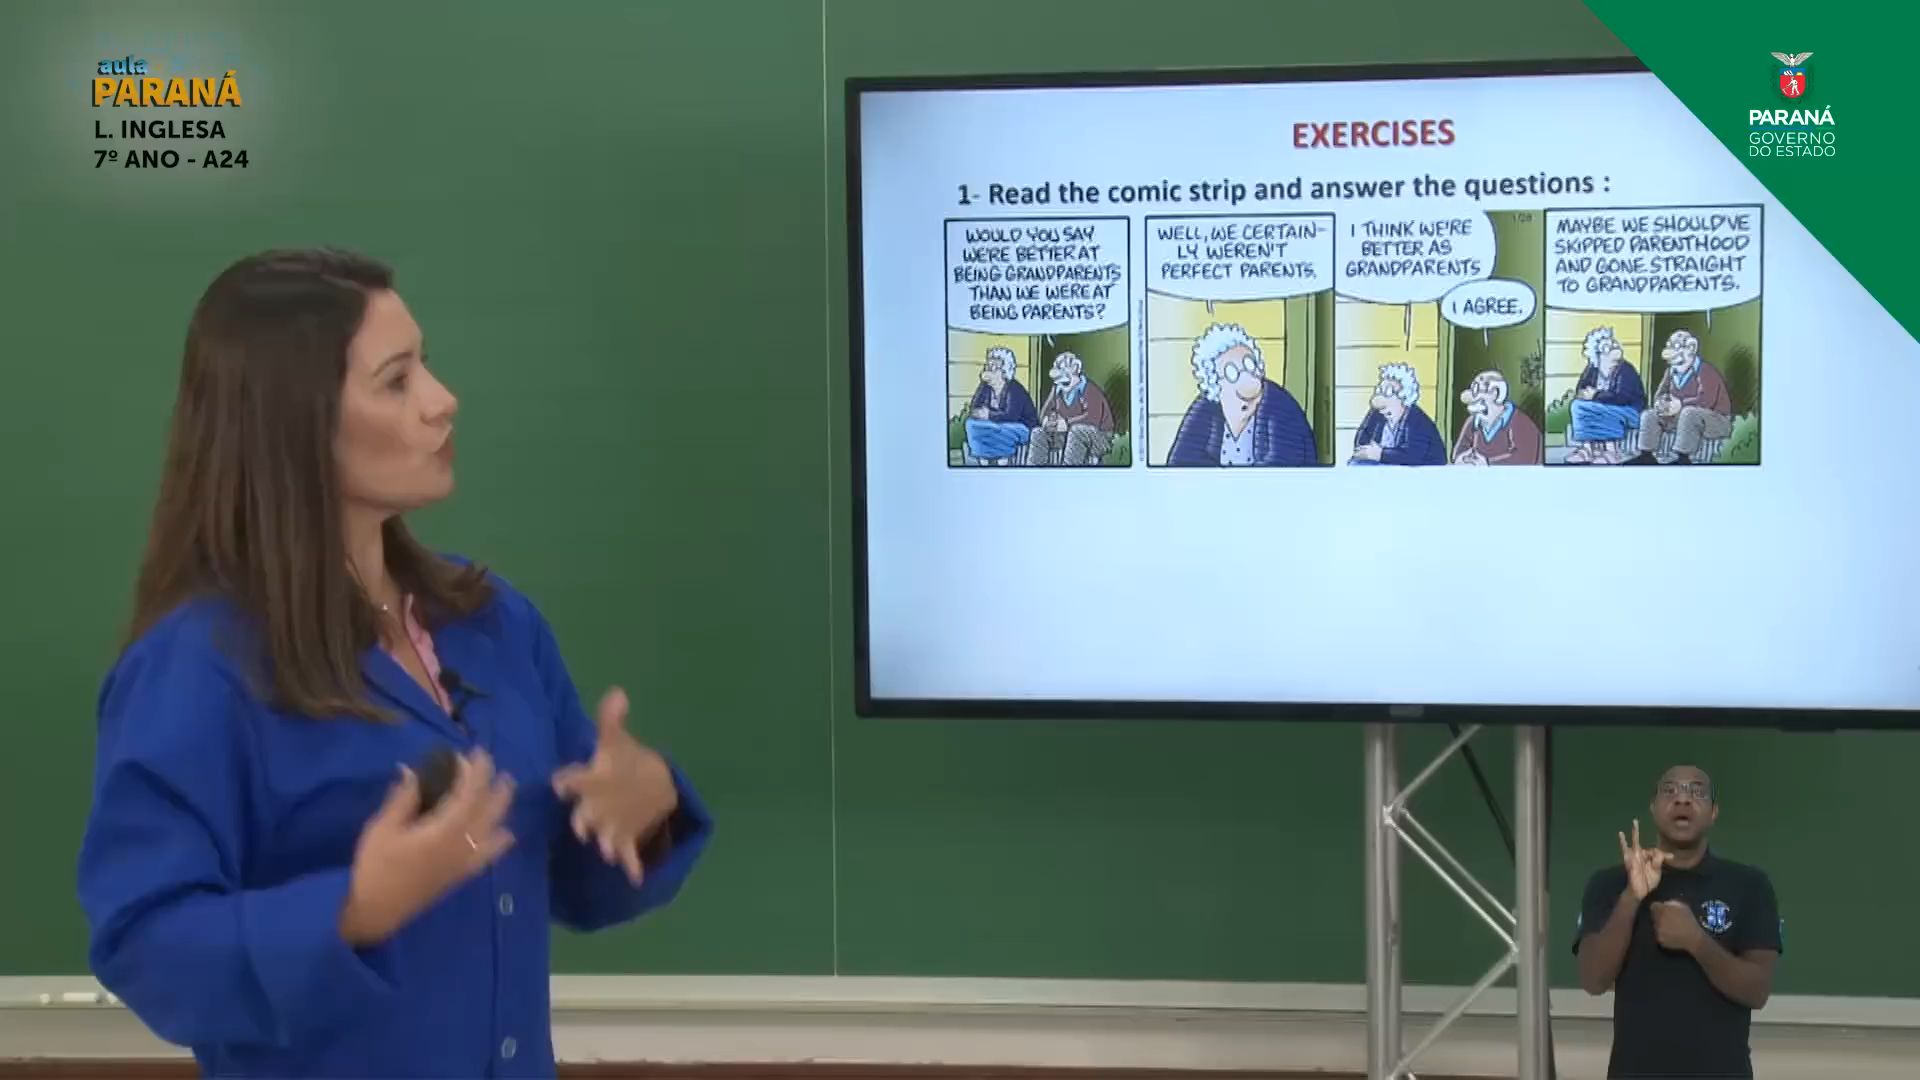 aula
PARANÁ
L. INGLESA
7º ANO - A24
PARANÁ
GOVERNO
DO ESTADO
EXERCISES
1- Read the comic strip and answer the questions :
WOULD YOU SAY
WE'RE BETTER AT
BEING GRANDPARENTS
THAN WE WERE AT
BEING PARENTS?
WELL, WE CERTAIN-
LY WEREN'T
PERFECT PARENTS.
I THINK WE'RE
BETTER AS
GRANDPARENTS
I AGREE.
MAYBE WE SHOULD'VE
SKIPPED PARENTHOOD
AND GONE STRAIGHT
TO GRANDPARENTS.